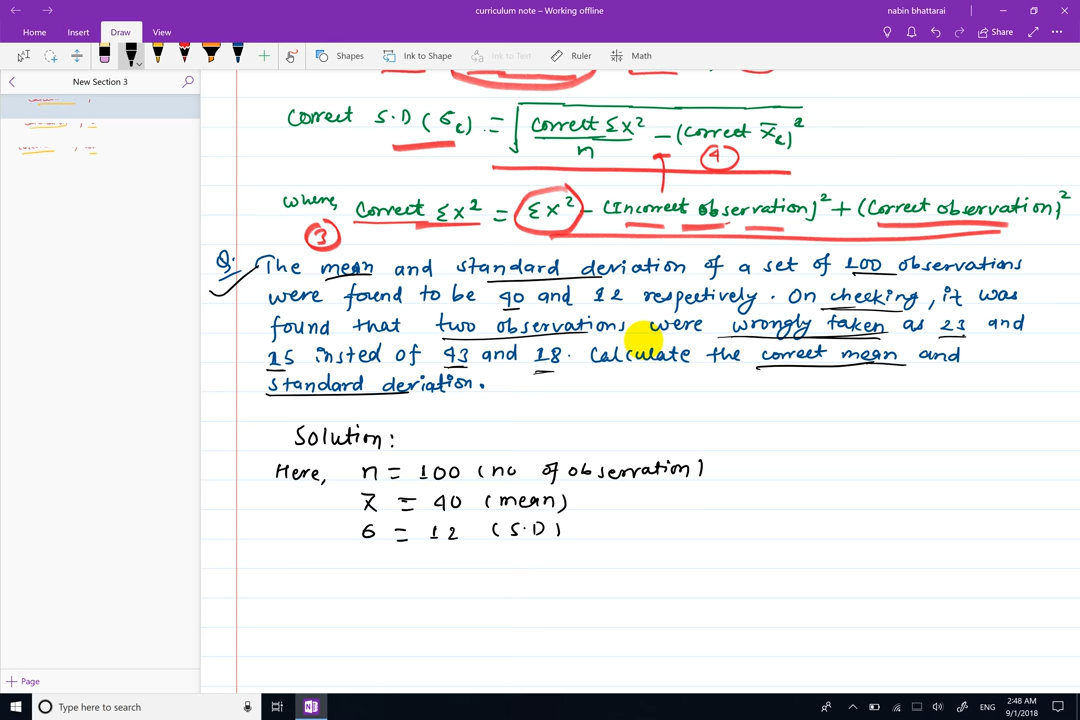 curriculum note – Working offline
nabin bhattarai
Home Insert Draw View
Share
Shapes Ink to Shape Ink to Text Ruler Math
New Section 3
Correct S.D (σc) = √ Correct Σx² / n − (Correct x̄c)²
④
where, Correct Σx² = Σx² − (Incorrect observation)² + (Correct observation)²
③
Q: The mean and standard deviation of a set of 100 observations
were found to be 40 and 12 respectively. On checking, it was
found that two observations were wrongly taken as 23 and
15 insted of 43 and 18. Calculate the correct mean and
standard deviation.
Solution:
Here, n = 100 (no of observation)
x̄ = 40 (mean)
σ = 12 (S.D)
+ Page
Type here to search
ENG
2:48 AM
9/1/2018